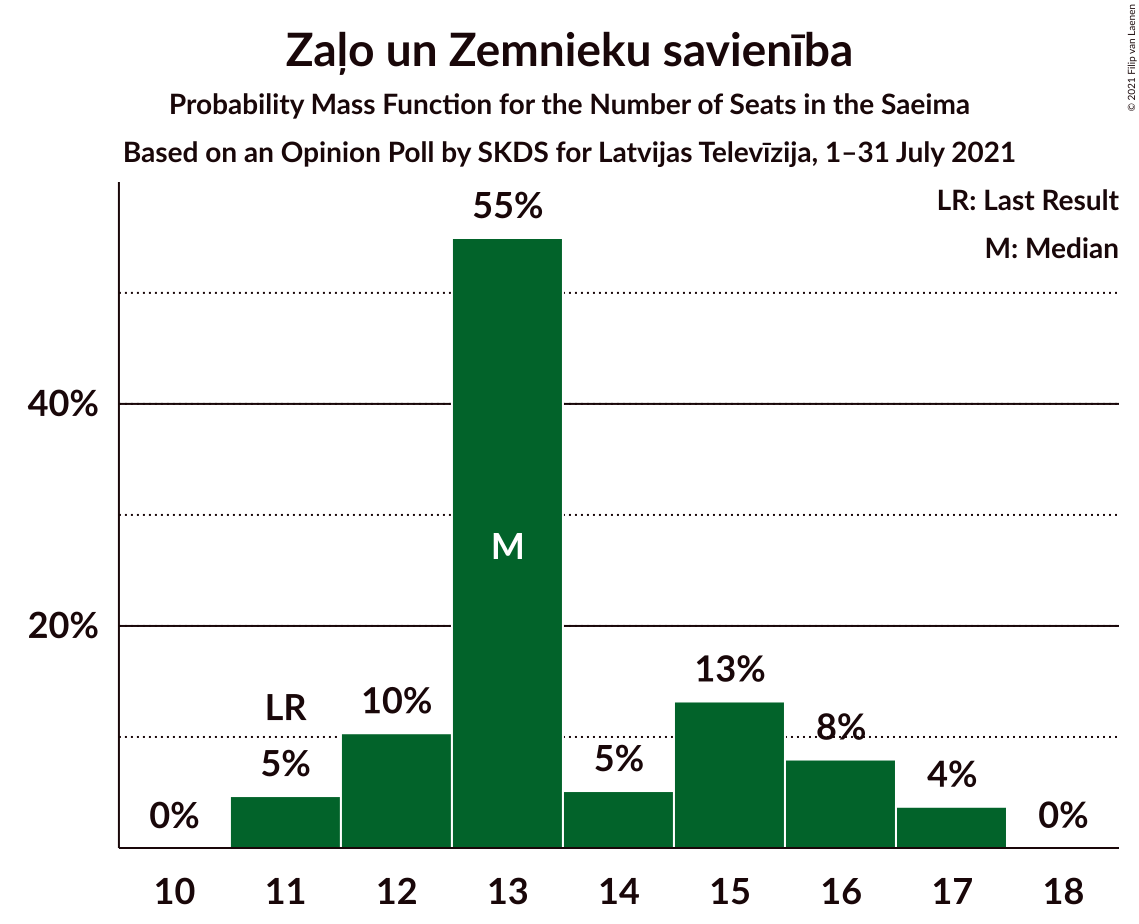 Zaļo un Zemnieku savienība
Probability Mass Function for the Number of Seats in the Saeima
Based on an Opinion Poll by SKDS for Latvijas Televīzija, 1–31 July 2021
© 2021 Filip van Laenen
LR: Last Result
M: Median
55%
40%
M
20%
13%
LR
10%
8%
5%
5%
4%
0%
0%
10 11 12 13 14 15 16 17 18